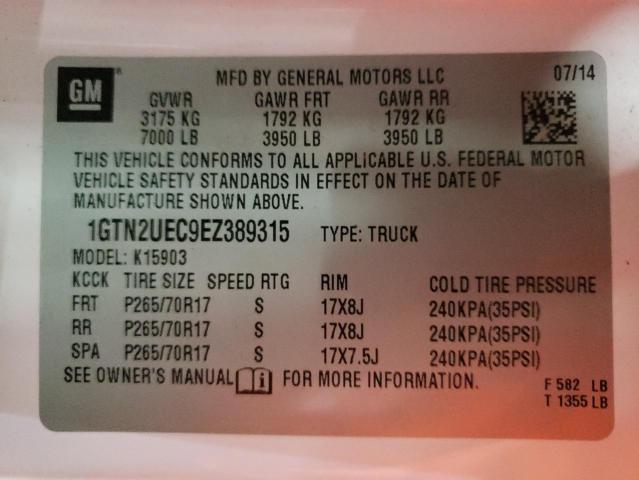 GM
MFD BY GENERAL MOTORS LLC 07/14
GVWR GAWR FRT GAWR RR
3175 KG 1792 KG 1792 KG
7000 LB 3950 LB 3950 LB
THIS VEHICLE CONFORMS TO ALL APPLICABLE U.S. FEDERAL MOTOR
VEHICLE SAFETY STANDARDS IN EFFECT ON THE DATE OF
MANUFACTURE SHOWN ABOVE.
1GTN2UEC9EZ389315 TYPE: TRUCK
MODEL: K15903
KCCK TIRE SIZE SPEED RTG RIM COLD TIRE PRESSURE
FRT P265/70R17 S 17X8J 240KPA(35PSI)
RR P265/70R17 S 17X8J 240KPA(35PSI)
SPA P265/70R17 S 17X7.5J 240KPA(35PSI)
SEE OWNER'S MANUAL FOR MORE INFORMATION.
F 582 LB
T 1355 LB